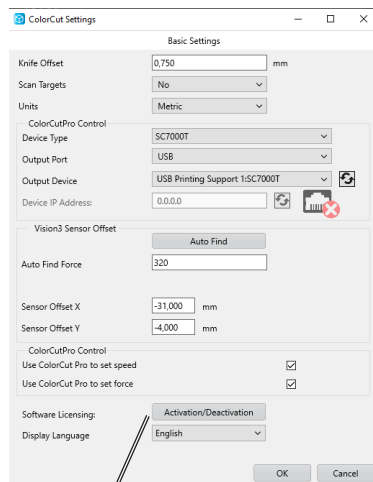 ColorCut Settings
Basic Settings
Knife Offset 0,750 mm
Scan Targets No
Units Metric
ColorCutPro Control
Device Type SC7000T
Output Port USB
Output Device USB Printing Support 1:SC7000T
Device IP Address: 0.0.0.0
Vision3 Sensor Offset
Auto Find
Auto Find Force 320
Sensor Offset X -31,000 mm
Sensor Offset Y -4,000 mm
ColorCutPro Control
Use ColorCut Pro to set speed
Use ColorCut Pro to set force
Software Licensing: Activation/Deactivation
Display Language English
OK Cancel